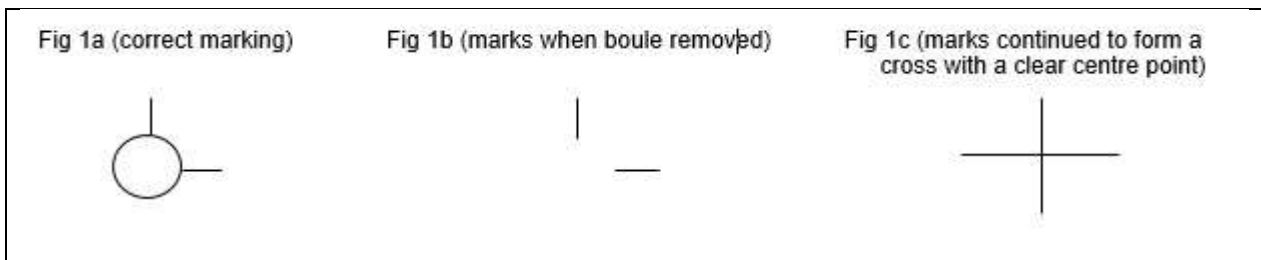 Fig 1a (correct marking)
Fig 1b (marks when boule removed)
Fig 1c (marks continued to form a
cross with a clear centre point)